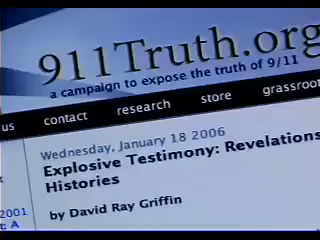 911Truth.org
a campaign to expose the truth of 9/11
us contact research store grassroo
Wednesday, January 18 2006
Explosive Testimony: Revelations
Histories
by David Ray Griffin
2001
t: A